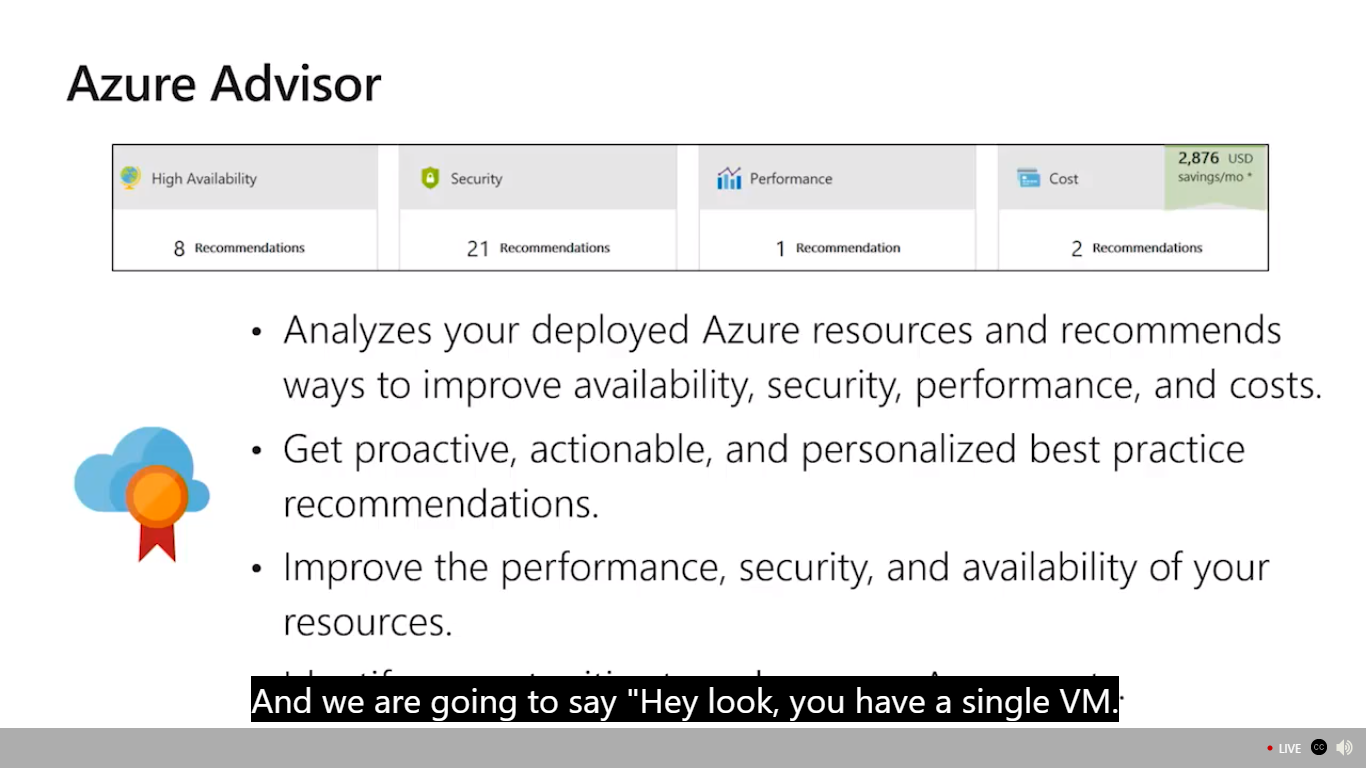 Azure Advisor
High Availability
Security
Performance
Cost
2,876 USD
savings/mo *
8 Recommendations
21 Recommendations
1 Recommendation
2 Recommendations
• Analyzes your deployed Azure resources and recommends
ways to improve availability, security, performance, and costs.
• Get proactive, actionable, and personalized best practice
recommendations.
• Improve the performance, security, and availability of your
resources.
And we are going to say "Hey look, you have a single VM.
LIVE
CC